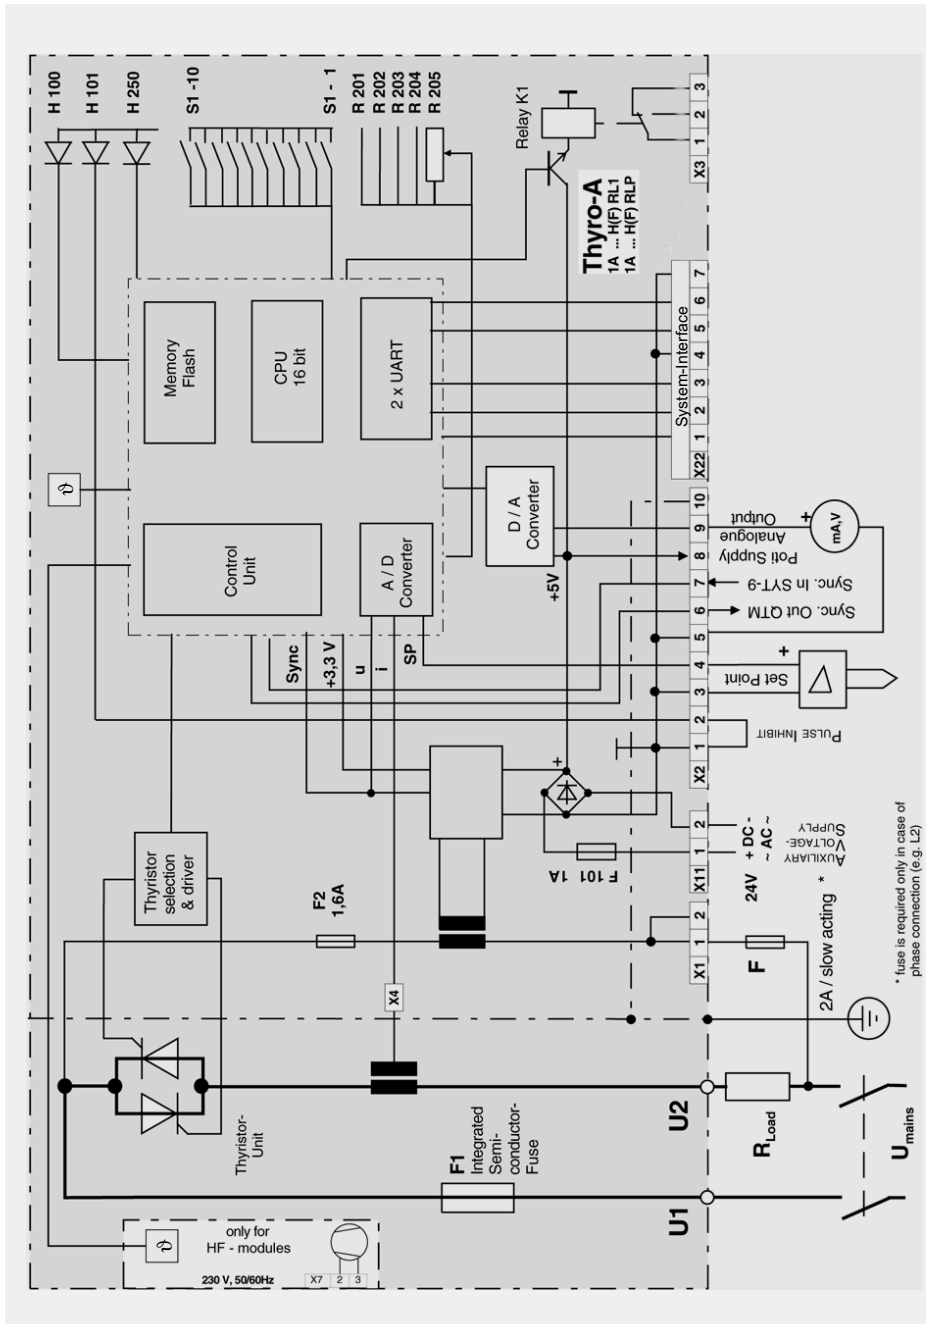 H 100
H 101
H 250
S1 -10
S1 - 1
R 201
R 202
R 203
R 204
R 205
Relay K1
3
2
1
X3
Thyro-A
1A ... H(F) RL1
1A ... H(F) RLP
Memory
Flash
CPU
16 bit
2 x UART
System-Interface
7
6
5
4
3
2
1
X22
ϑ
Control
Unit
A / D
Converter
D / A
Converter
+5V
10
9
8
7
6
5
4
3
2
1
X2
Output
Analogue
Poti Supply
Sync. In SYT-9
Sync. Out QTM
+
mA,V
+
Set Point
PULSE INHIBIT
Sync
+3,3 V
u
i
SP
+
Thyristor
selection
& driver
F2
1,6A
F 101 1A
2
1
X11
+ DC -
~ AC ~
24V
AUXILIARY
VOLTAGE-
SUPPLY
2
1
X1
F
2A / slow acting *
* fuse is required only in case of
phase connection (e.g. L2)
X4
Thyristor-
Unit
F1
Integrated
Semi-
conductor-
Fuse
U2
U1
RLoad
Umains
ϑ
only for
HF - modules
230 V, 50/60Hz
X7 2 3